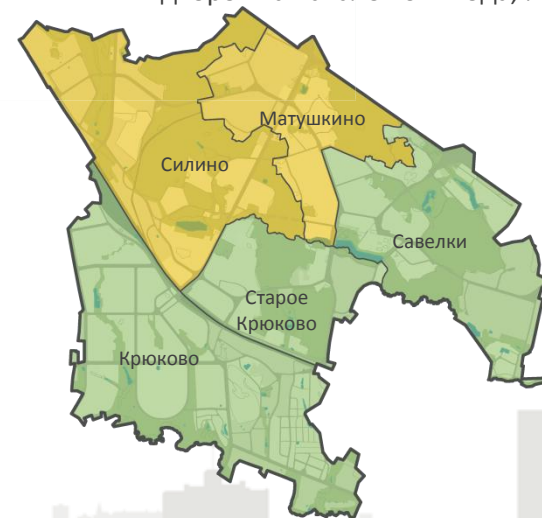 Матушкино
Силино
Савелки
Старое
Крюково
Крюково